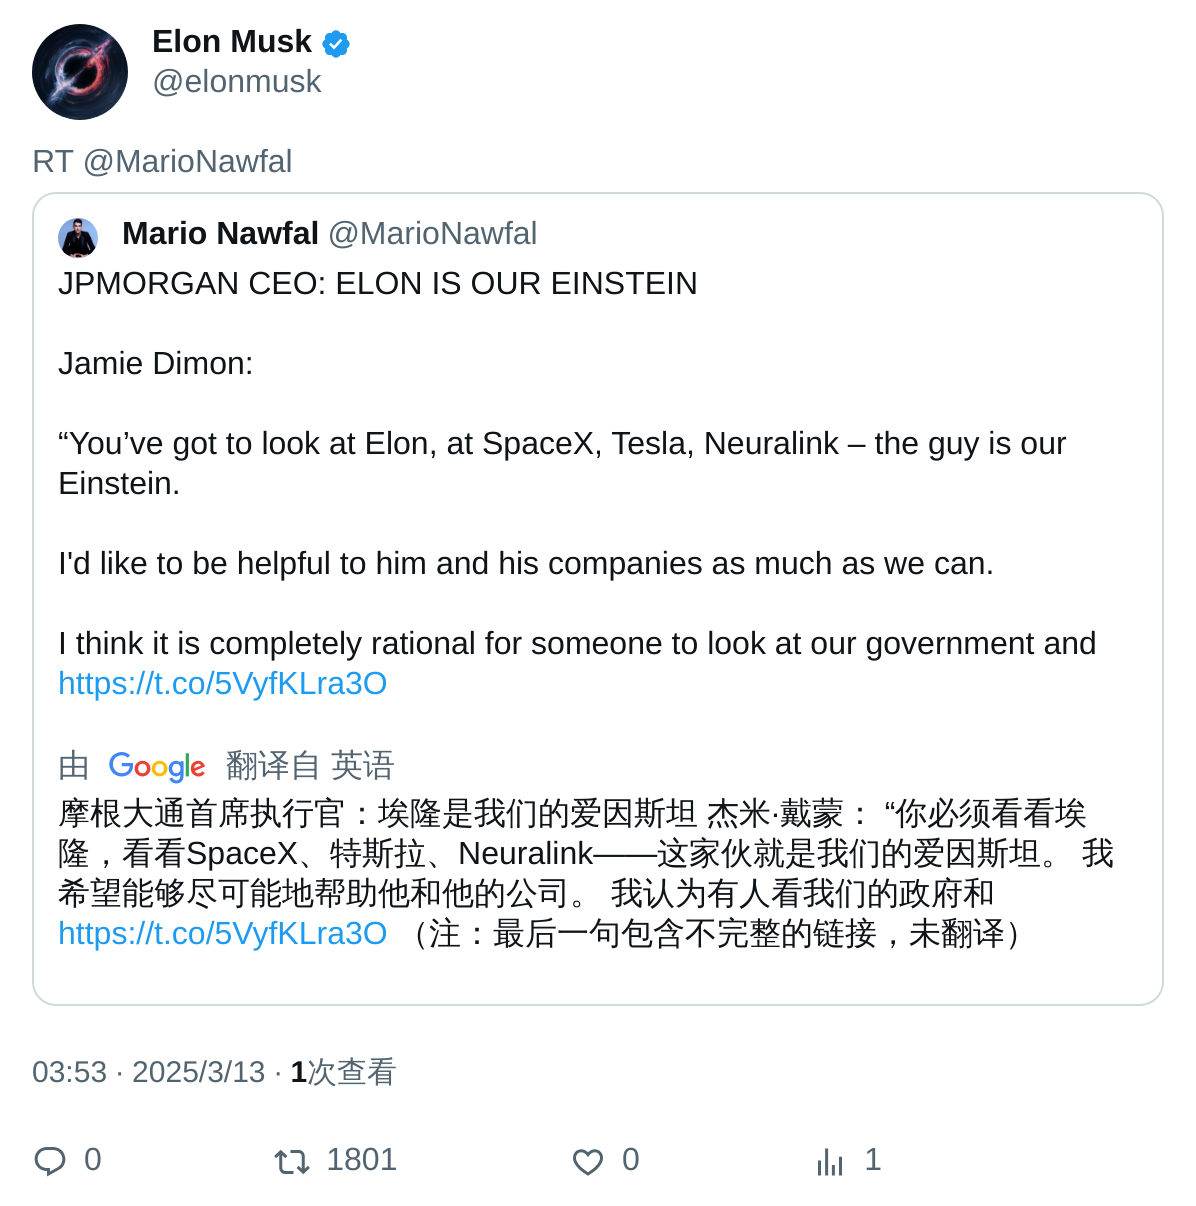 Elon Musk
@elonmusk
RT @MarioNawfal
Mario Nawfal @MarioNawfal
JPMORGAN CEO: ELON IS OUR EINSTEIN
Jamie Dimon:
“You’ve got to look at Elon, at SpaceX, Tesla, Neuralink – the guy is our
Einstein.
I'd like to be helpful to him and his companies as much as we can.
I think it is completely rational for someone to look at our government and
https://t.co/5VyfKLra3O
由 Google 翻译自 英语
摩根大通首席执行官：埃隆是我们的爱因斯坦 杰米·戴蒙： “你必须看看埃
隆，看看SpaceX、特斯拉、Neuralink——这家伙就是我们的爱因斯坦。 我
希望能够尽可能地帮助他和他的公司。 我认为有人看我们的政府和
https://t.co/5VyfKLra3O （注：最后一句包含不完整的链接，未翻译）
03:53 · 2025/3/13 · 1次查看
0 1801 0 1